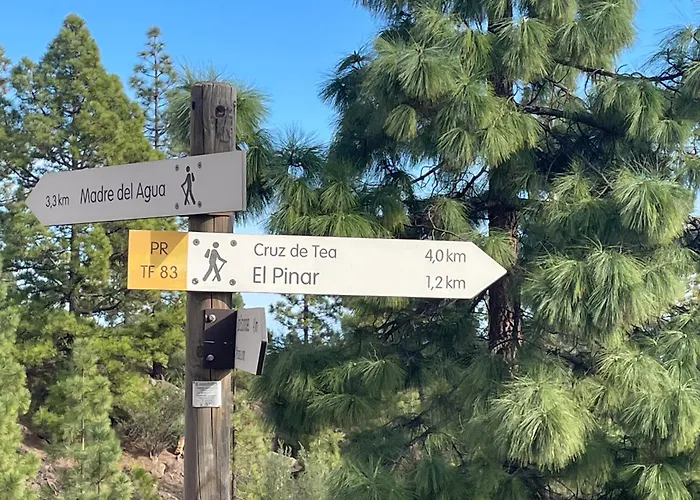 3,3 km Madre del Agua
PR
TF 83
Cruz de Tea 4,0 km
El Pinar 1,2 km